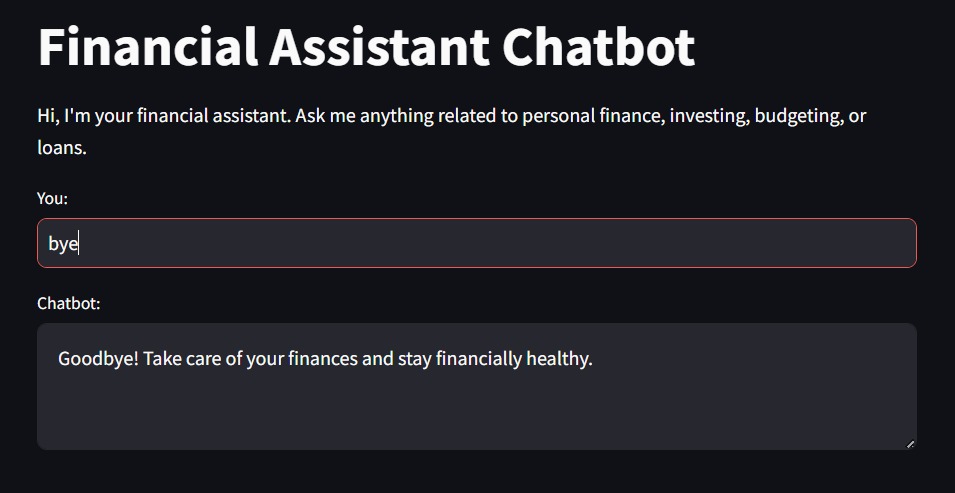 Financial Assistant Chatbot
Hi, I'm your financial assistant. Ask me anything related to personal finance, investing, budgeting, or
loans.
You:
bye
Chatbot:
Goodbye! Take care of your finances and stay financially healthy.